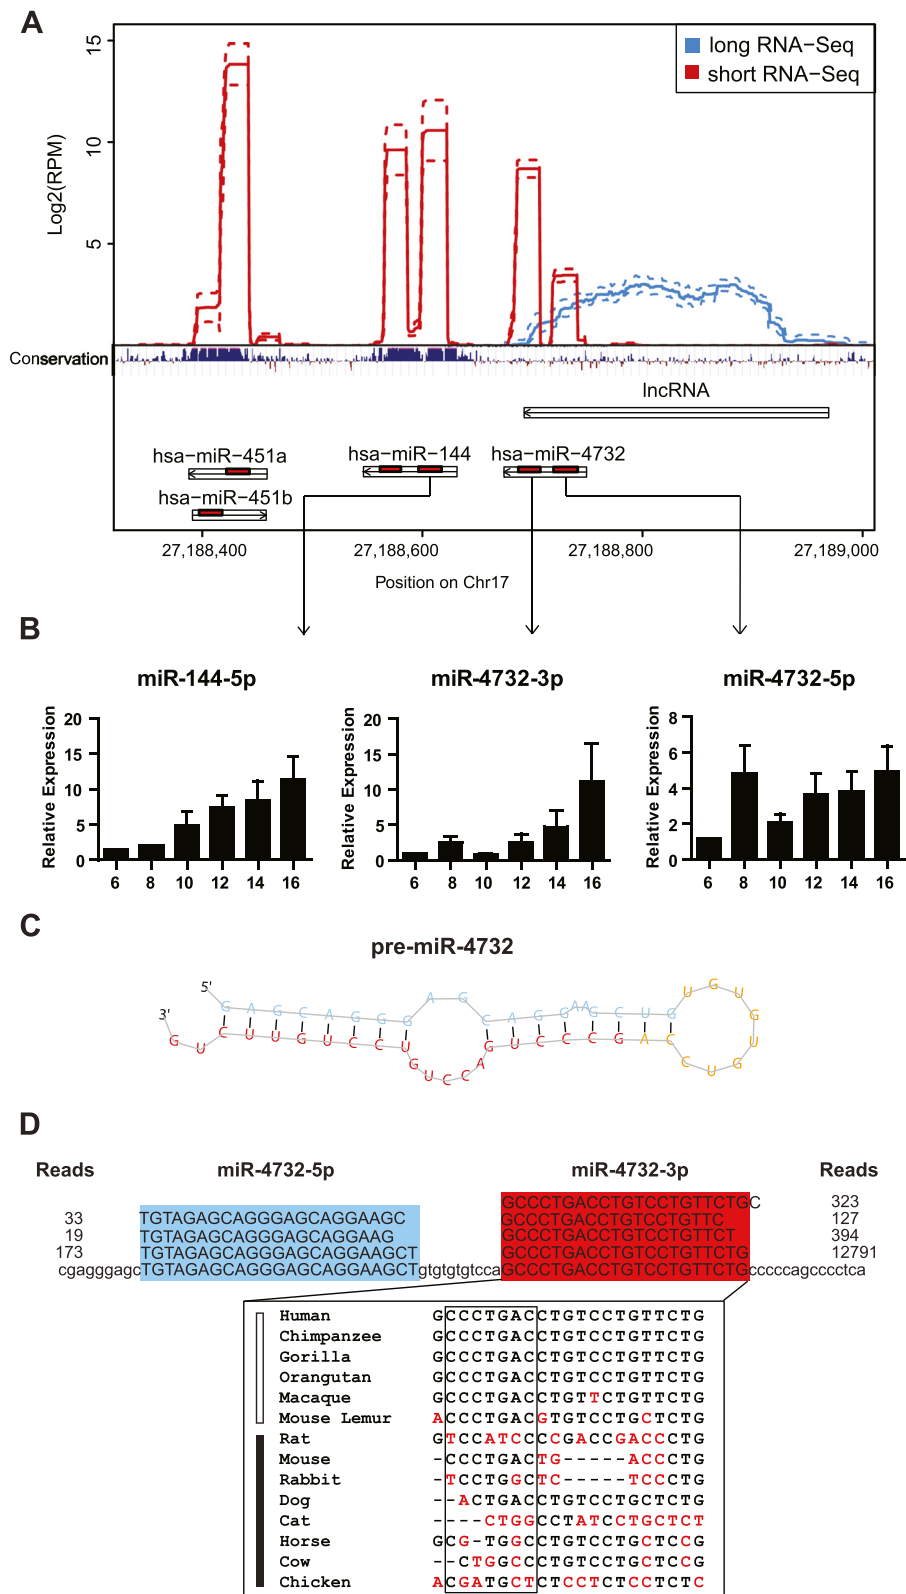 A
long RNA−Seq
short RNA−Seq
15
10
5
Log2(RPM)
Conservation
lncRNA
hsa−miR−451a
hsa−miR−144
hsa−miR−4732
hsa−miR−451b
27,188,400
27,188,600
27,188,800
27,189,000
Position on Chr17
B
miR-144-5p
Relative Expression
20
15
10
5
0
6 8 10 12 14 16
miR-4732-3p
Relative Expression
20
15
10
5
0
6 8 10 12 14 16
miR-4732-5p
Relative Expression
8
6
4
2
0
6 8 10 12 14 16
C
pre-miR-4732
5'
GAGCAGGGAGCAGGAAGCUGUGUGUGUCCAGCCCUGACCUGUCCUGUUCUG
3'
D
Reads
miR-4732-5p
miR-4732-3p
Reads
GCCCTGACCTGTCCTGTTCTGC 323
33 TGTAGAGCAGGGAGCAGGAAGC
GCCCTGACCTGTCCTGTTC 127
19 TGTAGAGCAGGGAGCAGGAAG
GCCCTGACCTGTCCTGTTCT 394
173 TGTAGAGCAGGGAGCAGGAAGCT
GCCCTGACCTGTCCTGTTCTG 12791
cgagggagcTGTAGAGCAGGGAGCAGGAAGCTgtgtgtgtccaGCCCTGACCTGTCCTGTTCTGcccccagcccctca
Human GCCCTGACCTGTCCTGTTCTG
Chimpanzee GCCCTGACCTGTCCTGTTCTG
Gorilla GCCCTGACCTGTCCTGTTCTG
Orangutan GCCCTGACCTGTCCTGTTCTG
Macaque GCCCTGACCTGTTCTGTTCTG
Mouse Lemur ACCCTGACGTGTCCTGCTCTG
Rat GTCCATCCCCGACCGACCCTG
Mouse -CCCTGACTG-----ACCCTG
Rabbit -TCCTGGCTC-----TCCCTG
Dog --ACTGACCTGTCCTGCTCTG
Cat ----CTGGCCTATCCTGCTCT
Horse GCG-TGGCCTGTCCTGCTCCG
Cow --CTGGCCCTGTCCTGCTCCG
Chicken ACGATGCTCTCCTCTCCTCTC